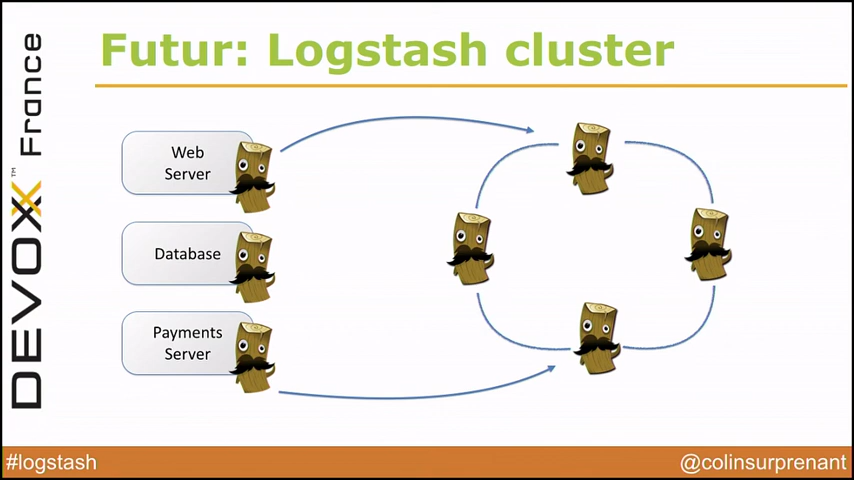 Futur: Logstash cluster
DEVOXX™ France
Web
Server
Database
Payments
Server
#logstash
@colinsurprenant